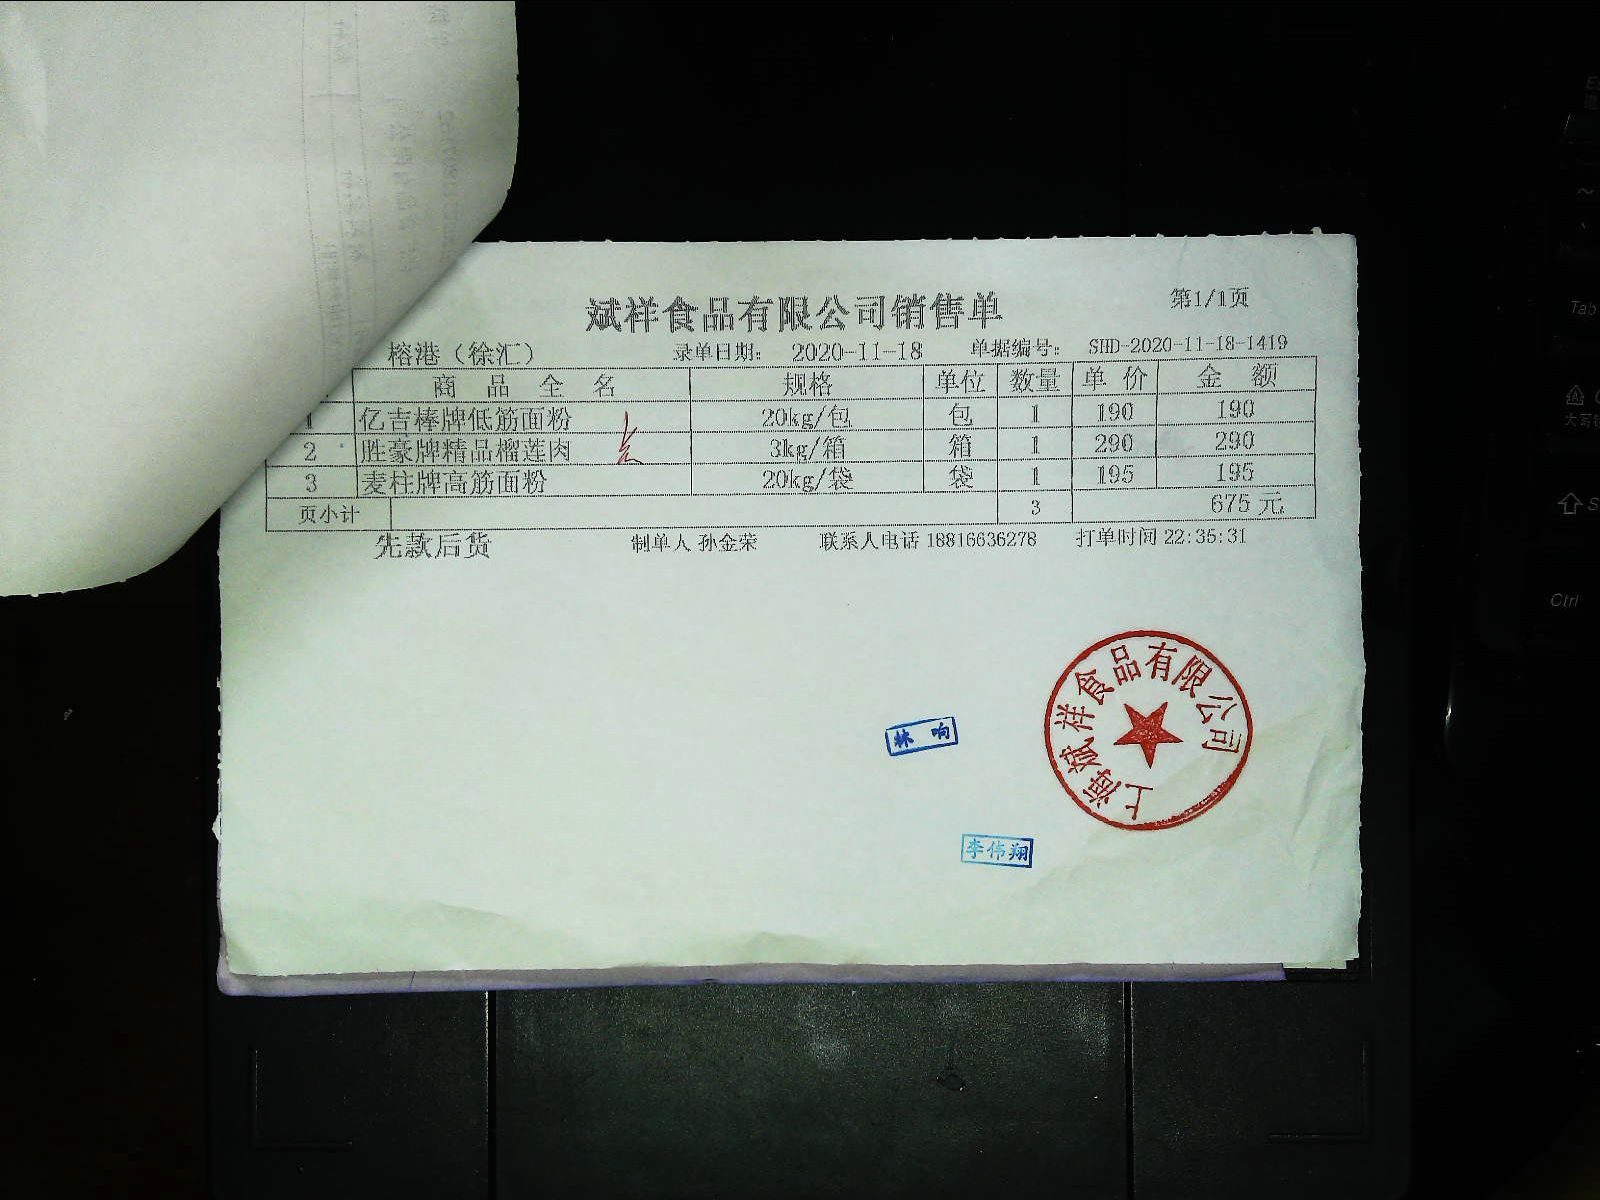 斌祥食品有限公司销售单
第1/1页
榕港（徐汇） 录单日期： 2020-11-18 单据编号： SHD-2020-11-18-1419
商品全名 规格 单位 数量 单价 金额
1 亿吉棒牌低筋面粉 20kg/包 包 1 190 190
2 胜豪牌精品榴莲肉 3kg/箱 箱 1 290 290
3 麦柱牌高筋面粉 20kg/袋 袋 1 195 195
页小计 3 675元
先款后货 制单人 孙金荣 联系人电话 18816636278 打单时间 22:35:31
上海斌祥食品有限公司
林响
李伟翔
Tab
Ctrl